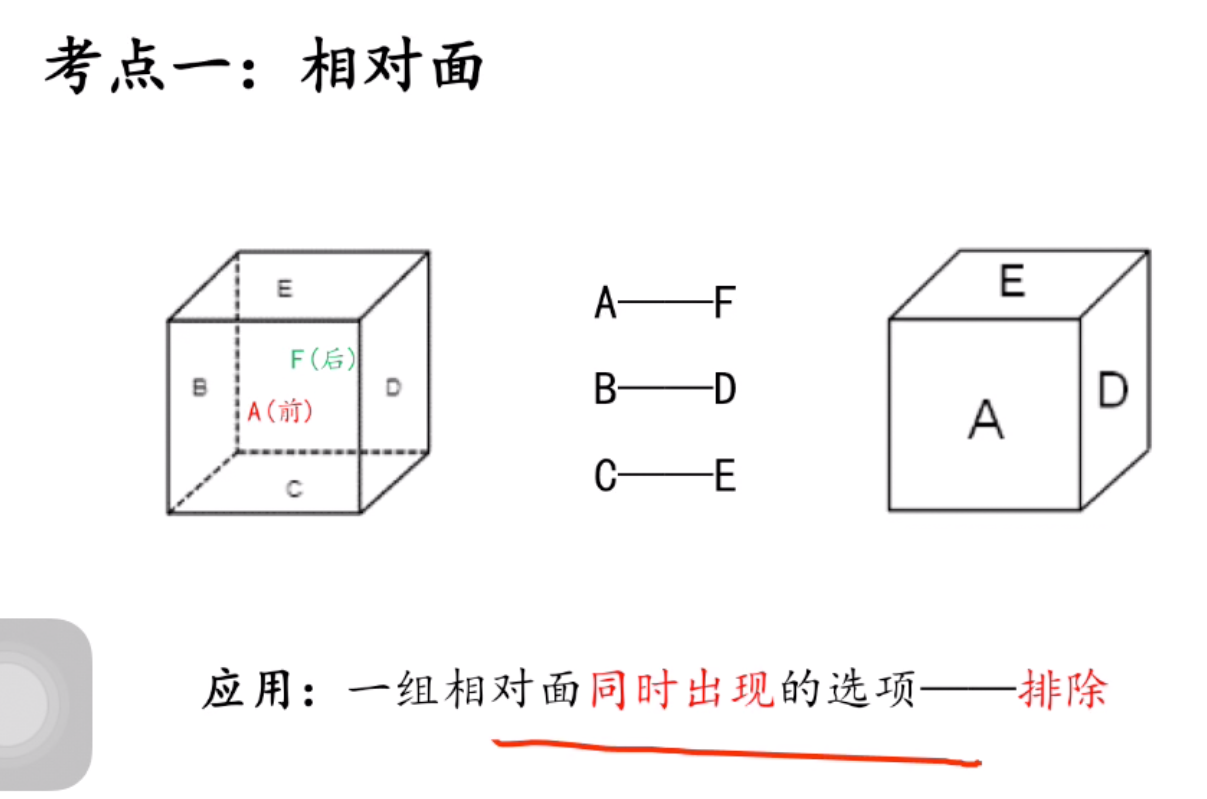 考点一：相对面
E
B
F(后)
A(前)
D
C
A——F
B——D
C——E
E
A
D
应用：一组相对面同时出现的选项——排除